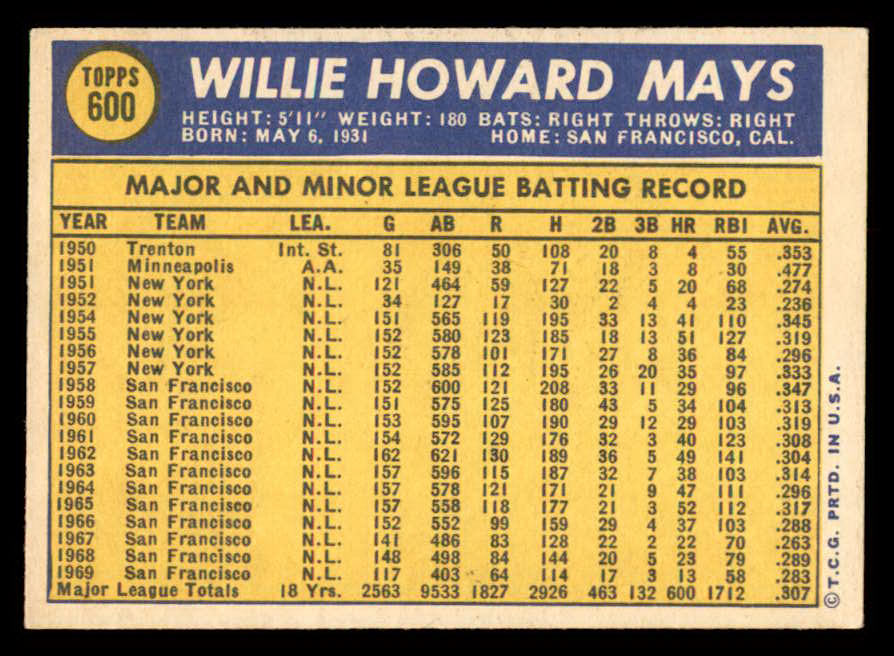 TOPPS
600
WILLIE HOWARD MAYS
HEIGHT: 5'11" WEIGHT: 180 BATS: RIGHT THROWS: RIGHT
BORN: MAY 6, 1931 HOME: SAN FRANCISCO, CAL.
MAJOR AND MINOR LEAGUE BATTING RECORD
YEAR TEAM LEA. G AB R H 2B 3B HR RBI AVG.
1950 Trenton Int. St. 81 306 50 108 20 8 4 55 .353
1951 Minneapolis A.A. 35 149 38 71 18 3 8 30 .477
1951 New York N.L. 121 464 59 127 22 5 20 68 .274
1952 New York N.L. 34 127 17 30 2 4 4 23 .236
1954 New York N.L. 151 565 119 195 33 13 41 110 .345
1955 New York N.L. 152 580 123 185 18 13 51 127 .319
1956 New York N.L. 152 578 101 171 27 8 36 84 .296
1957 New York N.L. 152 585 112 195 26 20 35 97 .333
1958 San Francisco N.L. 152 600 121 208 33 11 29 96 .347
1959 San Francisco N.L. 151 575 125 180 43 5 34 104 .313
1960 San Francisco N.L. 153 595 107 190 29 12 29 103 .319
1961 San Francisco N.L. 154 572 129 176 32 3 40 123 .308
1962 San Francisco N.L. 162 621 130 189 36 5 49 141 .304
1963 San Francisco N.L. 157 596 115 187 32 7 38 103 .314
1964 San Francisco N.L. 157 578 121 171 21 9 47 111 .296
1965 San Francisco N.L. 157 558 118 177 21 3 52 112 .317
1966 San Francisco N.L. 152 552 99 159 29 4 37 103 .288
1967 San Francisco N.L. 141 486 83 128 22 2 22 70 .263
1968 San Francisco N.L. 148 498 84 144 20 5 23 79 .289
1969 San Francisco N.L. 117 403 64 114 17 3 13 58 .283
Major League Totals 18 Yrs. 2563 9533 1827 2926 463 132 600 1712 .307
© T.C.G. PRTD. IN U.S.A.